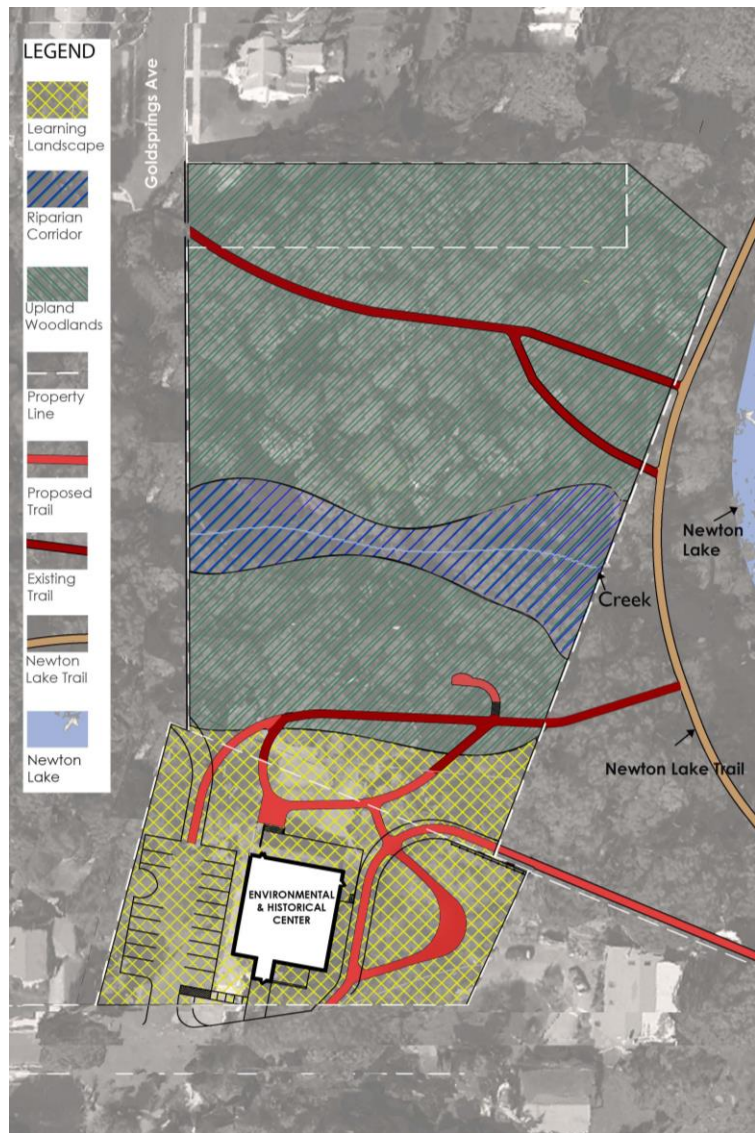 LEGEND
Learning
Landscape
Riparian
Corridor
Upland
Woodlands
Property
Line
Proposed
Trail
Existing
Trail
Newton
Lake Trail
Newton
Lake
Goldsprings Ave
Newton
Lake
Creek
Newton Lake Trail
ENVIRONMENTAL
& HISTORICAL
CENTER